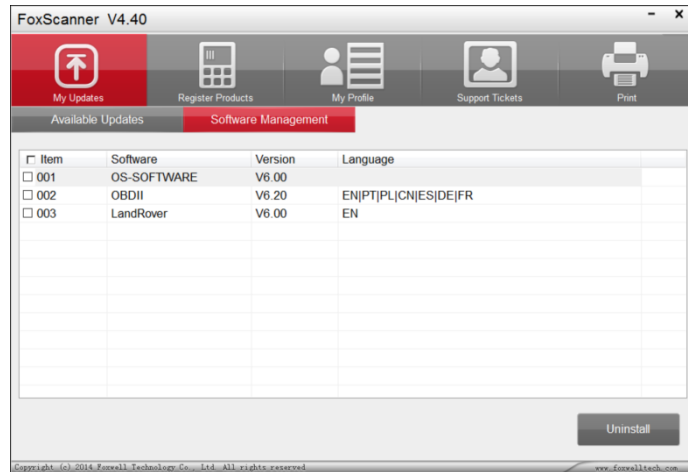 FoxScanner V4.40
My Updates Register Products My Profile Support Tickets Print
Available Updates Software Management
Item Software Version Language
001 OS-SOFTWARE V6.00
002 OBDII V6.20 EN|PT|PL|CN|ES|DE|FR
003 LandRover V6.00 EN
Uninstall
Copyright (c) 2014 Foxwell Technology Co., Ltd. All rights reserved www.foxwelltech.com